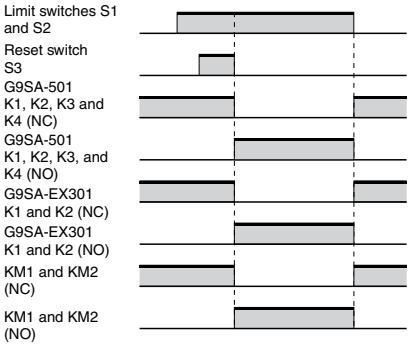 Limit switches S1
and S2
Reset switch
S3
G9SA-501
K1, K2, K3 and
K4 (NC)
G9SA-501
K1, K2, K3, and
K4 (NO)
G9SA-EX301
K1 and K2 (NC)
G9SA-EX301
K1 and K2 (NO)
KM1 and KM2
(NC)
KM1 and KM2
(NO)